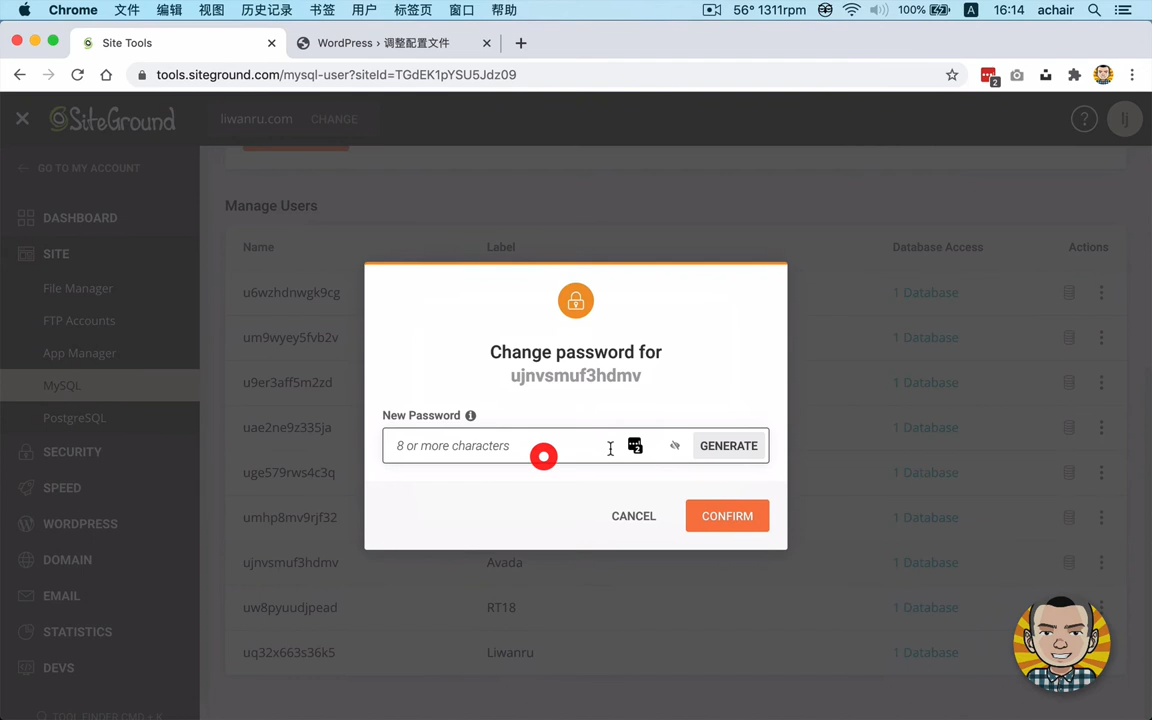 Chrome 文件 编辑 视图 历史记录 书签 用户 标签页 窗口 帮助 56° 1311rpm 100% A 16:14 achair
Site Tools WordPress › 调整配置文件
tools.siteground.com/mysql-user?siteId=TGdEK1pYSU5Jdz09 2
SiteGround liwanru.com CHANGE ? lj
GO TO MY ACCOUNT
DASHBOARD
SITE
File Manager
FTP Accounts
App Manager
MySQL
PostgreSQL
SECURITY
SPEED
WORDPRESS
DOMAIN
EMAIL
STATISTICS
DEVS
TOOL FINDER CMD + K
Manage Users
Name Label Database Access Actions
u6wzhdnwgk9cg 1 Database
um9wyey5fvb2v 1 Database
u9er3aff5m2zd 1 Database
uae2ne9z335ja 1 Database
uge579rws4c3q 1 Database
umhp8mv9rjf32 1 Database
ujnvsmuf3hdmv Avada 1 Database
uw8pyuudjpead RT18 1 Database
uq32x663s36k5 Liwanru 1 Database
Change password for
ujnvsmuf3hdmv
New Password
8 or more characters 2 GENERATE
CANCEL CONFIRM